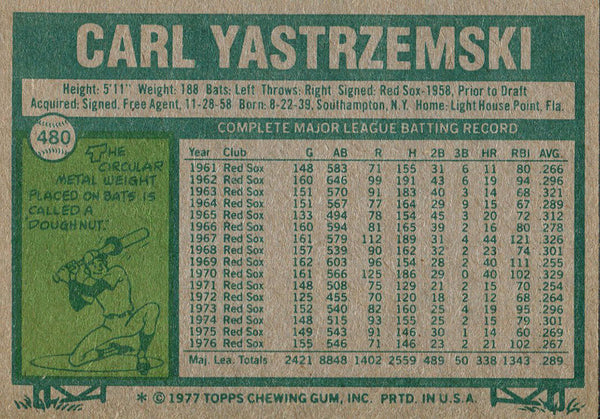 CARL YASTRZEMSKI
Height: 5'11" Weight: 188 Bats: Left Throws: Right Signed: Red Sox-1958, Prior to Draft
Acquired: Signed, Free Agent, 11-28-58 Born: 8-22-39, Southampton, N.Y. Home: Light House Point, Fla.
480
THE
CIRCULAR
METAL WEIGHT
PLACED ON BATS IS
CALLED A
"DOUGHNUT."
COMPLETE MAJOR LEAGUE BATTING RECORD
Year Club G AB R H 2B 3B HR RBI AVG.
1961 Red Sox 148 583 71 155 31 6 11 80 .266
1962 Red Sox 160 646 99 191 43 6 19 94 .296
1963 Red Sox 151 570 91 183 40 3 14 68 .321
1964 Red Sox 151 567 77 164 29 9 15 67 .289
1965 Red Sox 133 494 78 154 45 3 20 72 .312
1966 Red Sox 160 594 81 165 39 2 16 80 .278
1967 Red Sox 161 579 112 189 31 4 44 121 .326
1968 Red Sox 157 539 90 162 32 2 23 74 .301
1969 Red Sox 162 603 96 154 28 2 40 111 .255
1970 Red Sox 161 566 125 186 29 0 40 102 .329
1971 Red Sox 148 508 75 129 21 2 15 70 .254
1972 Red Sox 125 455 70 120 18 2 12 68 .264
1973 Red Sox 152 540 82 160 25 4 19 95 .296
1974 Red Sox 148 515 93 155 25 2 15 79 .301
1975 Red Sox 149 543 91 146 30 1 14 60 .269
1976 Red Sox 155 546 71 146 23 2 21 102 .267
Maj. Lea. Totals 2421 8848 1402 2559 489 50 338 1343 .289
* © 1977 TOPPS CHEWING GUM, INC. PRTD. IN U.S.A.